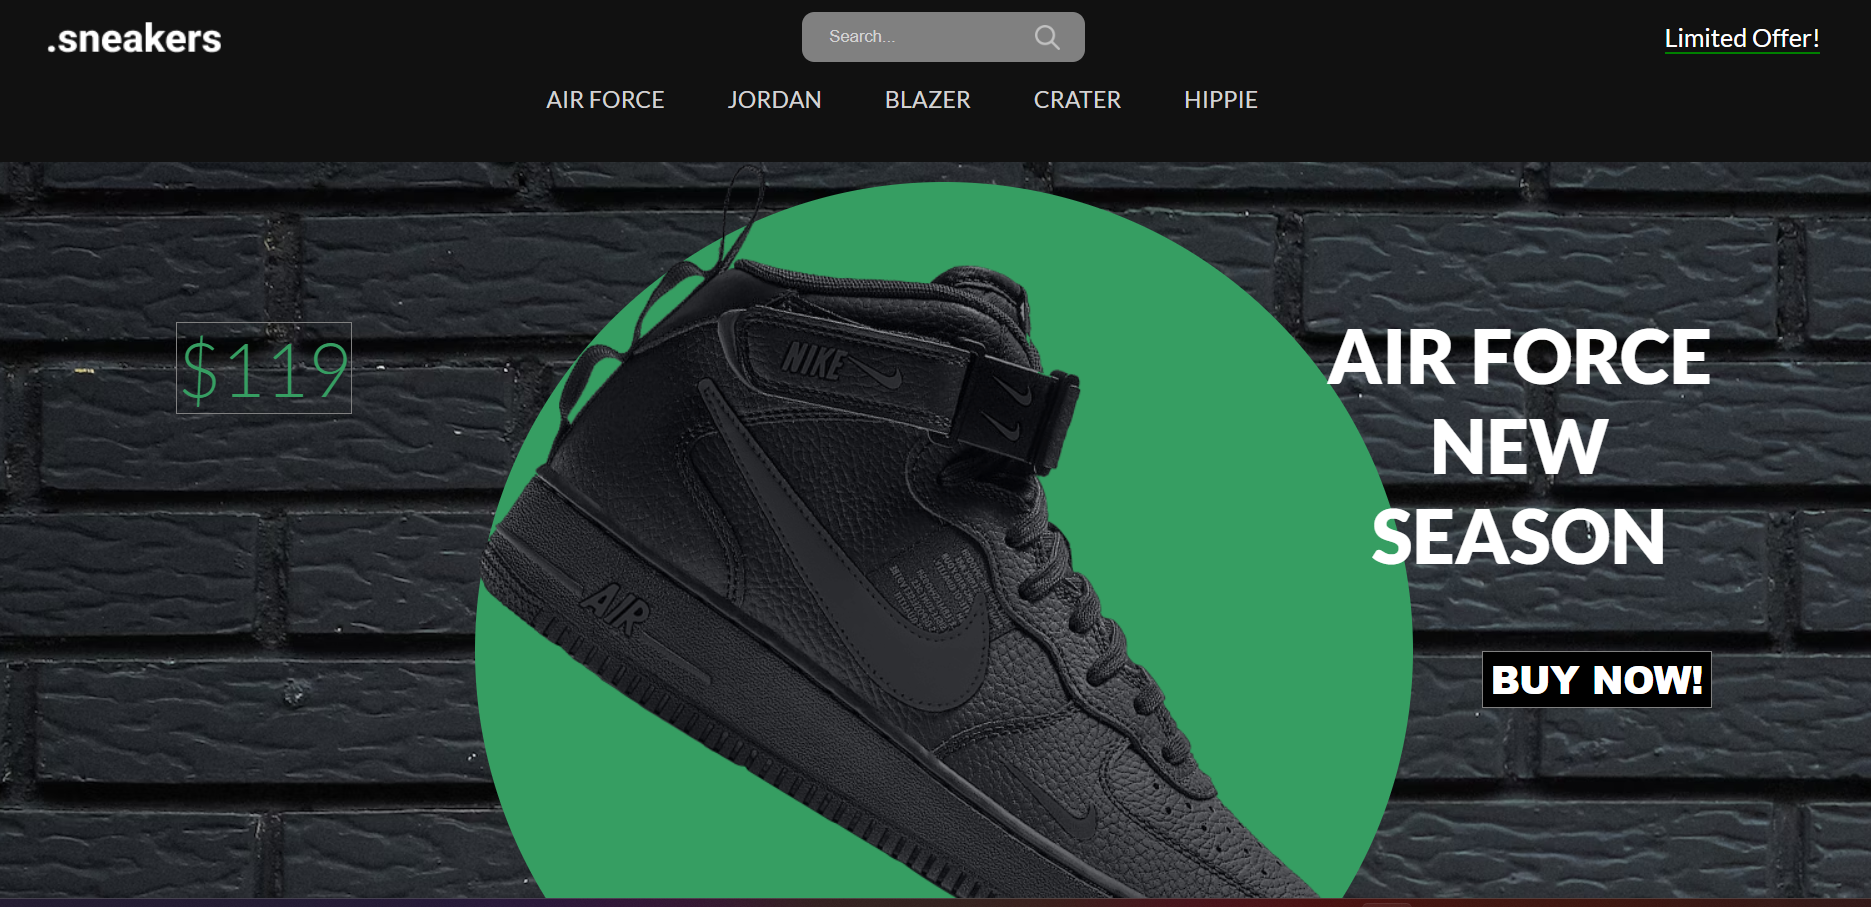 .sneakers
Search...
Limited Offer!
AIR FORCE
JORDAN
BLAZER
CRATER
HIPPIE
$119
NIKE
AIR
AIR FORCE
NEW
SEASON
BUY NOW!